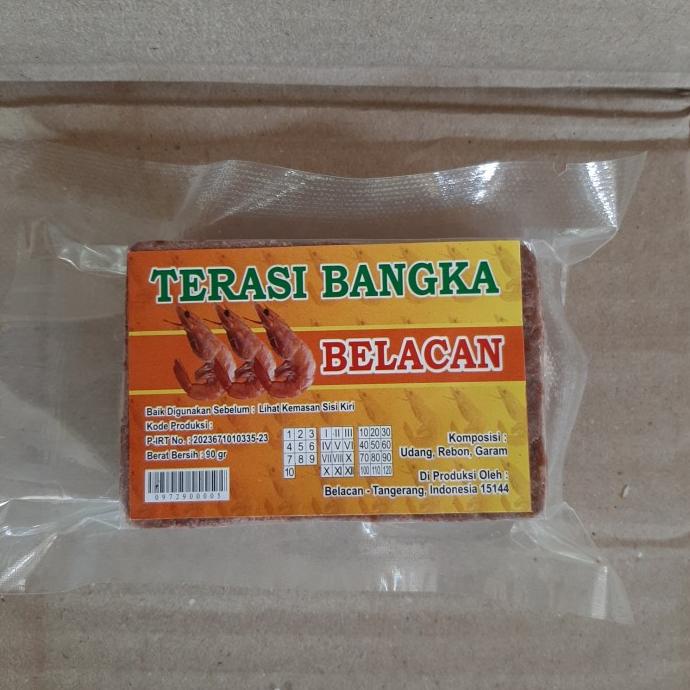 TERASI BANGKA
BELACAN
Baik Digunakan Sebelum : Lihat Kemasan Sisi Kiri
Kode Produksi :
P-IRT No. : 2023671010335-23
Berat Bersih : 90 gr
1 2 3
4 5 6
7 8 9
10
I II III
IV V VI
VII VIII IX
X XI XII
10 20 30
40 50 60
70 80 90
100 110 120
Komposisi :
Udang, Rebon, Garam
Di Produksi Oleh :
Belacan - Tangerang, Indonesia 15144
0972900005